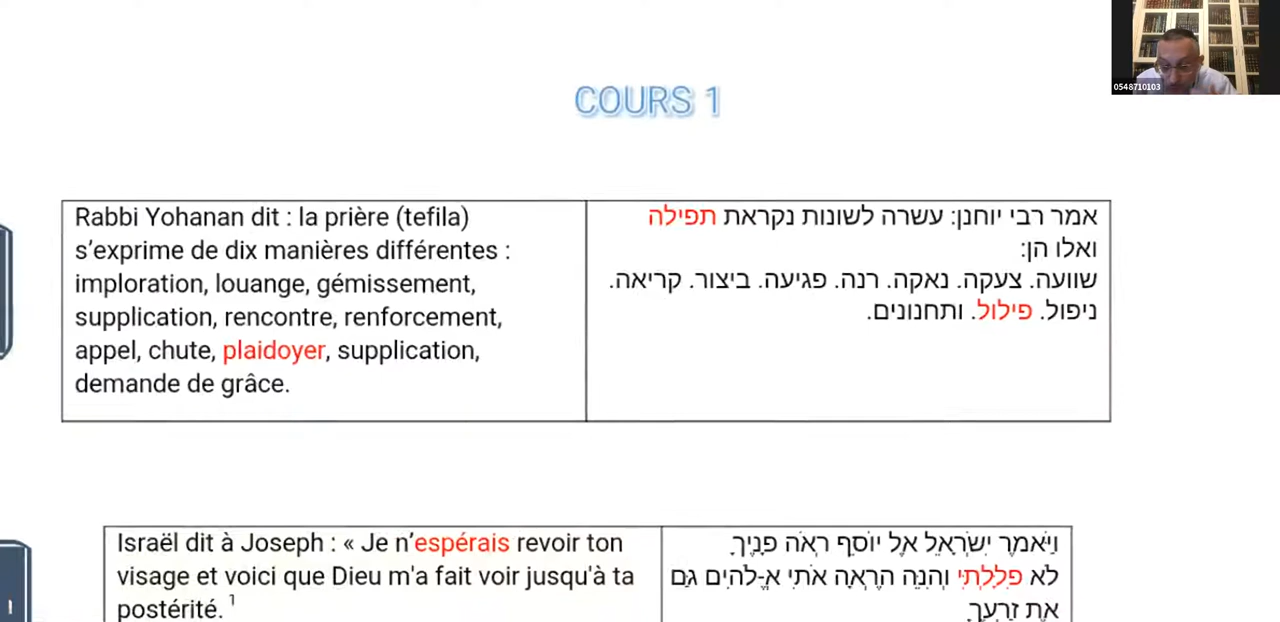 0548710103
COURS 1
Rabbi Yohanan dit : la prière (tefila)
s’exprime de dix manières différentes :
imploration, louange, gémissement,
supplication, rencontre, renforcement,
appel, chute, plaidoyer, supplication,
demande de grâce.
אמר רבי יוחנן: עשרה לשונות נקראת תפילה
ואלו הן:
שוועה. צעקה. נאקה. רנה. פגיעה. ביצור. קריאה.
ניפול. פילול. ותחנונים.
Israël dit à Joseph : « Je n’espérais revoir ton
visage et voici que Dieu m'a fait voir jusqu'à ta
postérité. 1
וַיֹּאמֶר יִשְׂרָאֵל אֶל יוֹסֵף רְאֹה פָנֶיךָ
לֹא פִלָּלְתִּי וְהִנֵּה הֶרְאָה אֹתִי אֱ-לֹהִים גַּם
אֶת זַרְעֶךָ